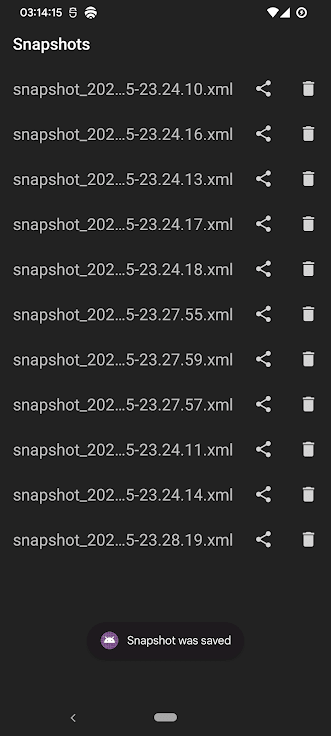 03:14:15
Snapshots
snapshot_202...5-23.24.10.xml
snapshot_202...5-23.24.16.xml
snapshot_202...5-23.24.13.xml
snapshot_202...5-23.24.17.xml
snapshot_202...5-23.24.18.xml
snapshot_202...5-23.27.55.xml
snapshot_202...5-23.27.59.xml
snapshot_202...5-23.27.57.xml
snapshot_202...5-23.24.11.xml
snapshot_202...5-23.24.14.xml
snapshot_202...5-23.28.19.xml
Snapshot was saved